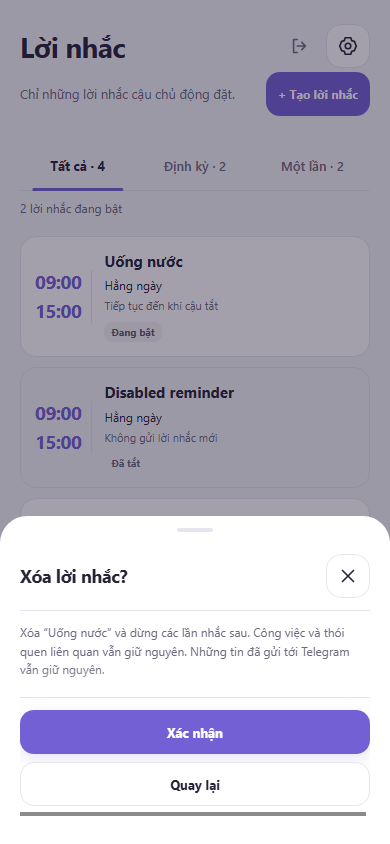 Lời nhắc
Chỉ những lời nhắc cậu chủ động đặt.
+ Tạo lời nhắc
Tất cả · 4
Định kỳ · 2
Một lần · 2
2 lời nhắc đang bật
09:00
15:00
Uống nước
Hằng ngày
Tiếp tục đến khi cậu tắt
Đang bật
09:00
15:00
Disabled reminder
Hằng ngày
Không gửi lời nhắc mới
Đã tắt
Xóa lời nhắc?
Xóa “Uống nước” và dừng các lần nhắc sau. Công việc và thói
quen liên quan vẫn giữ nguyên. Những tin đã gửi tới Telegram
vẫn giữ nguyên.
Xác nhận
Quay lại